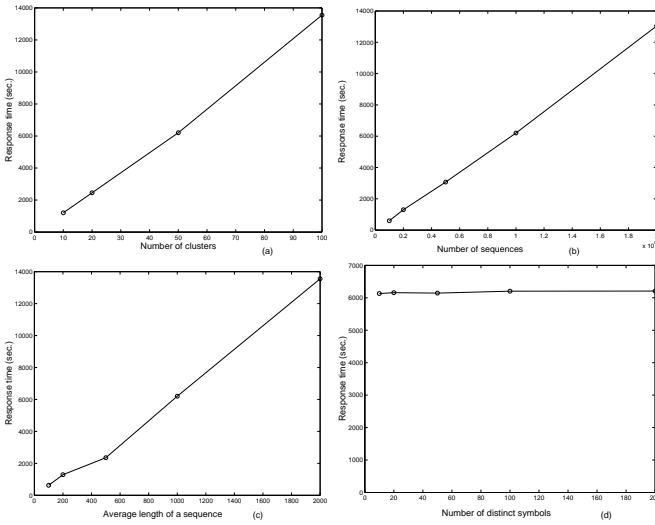 14000
12000
10000
8000
6000
4000
2000
0
Response time (sec.)
0 10 20 30 40 50 60 70 80 90 100
Number of clusters
(a)
14000
12000
10000
8000
6000
4000
2000
0
Response time (sec.)
0 0.2 0.4 0.6 0.8 1 1.2 1.4 1.6 1.8
Number of sequences
(b)
14000
12000
10000
8000
6000
4000
2000
0
Response time (sec.)
0 200 400 600 800 1000 1200 1400 1600 1800 2000
Average length of a sequence
(c)
7000
6000
5000
4000
3000
2000
1000
0
Response time (sec.)
0 20 40 60 80 100 120 140 160 180
Number of distinct symbols
(d)